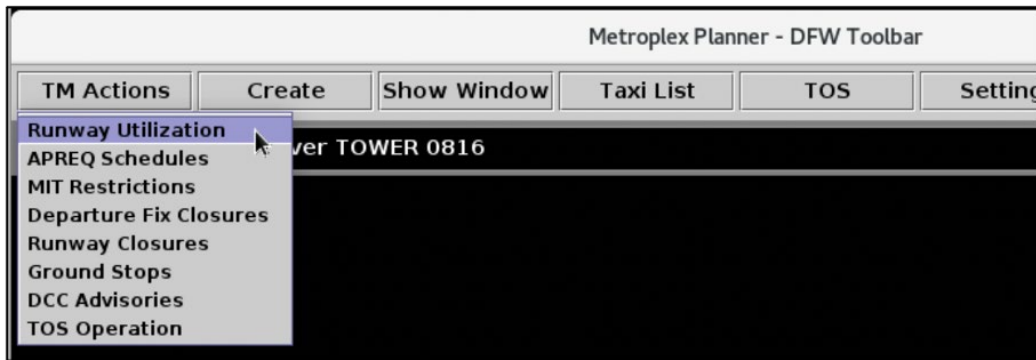 Metroplex Planner - DFW Toolbar
TM Actions Create Show Window Taxi List TOS
Runway Utilization
TOWER 0816
APREQ Schedules
MIT Restrictions
Departure Fix Closures
Runway Closures
Ground Stops
DCC Advisories
TOS Operation